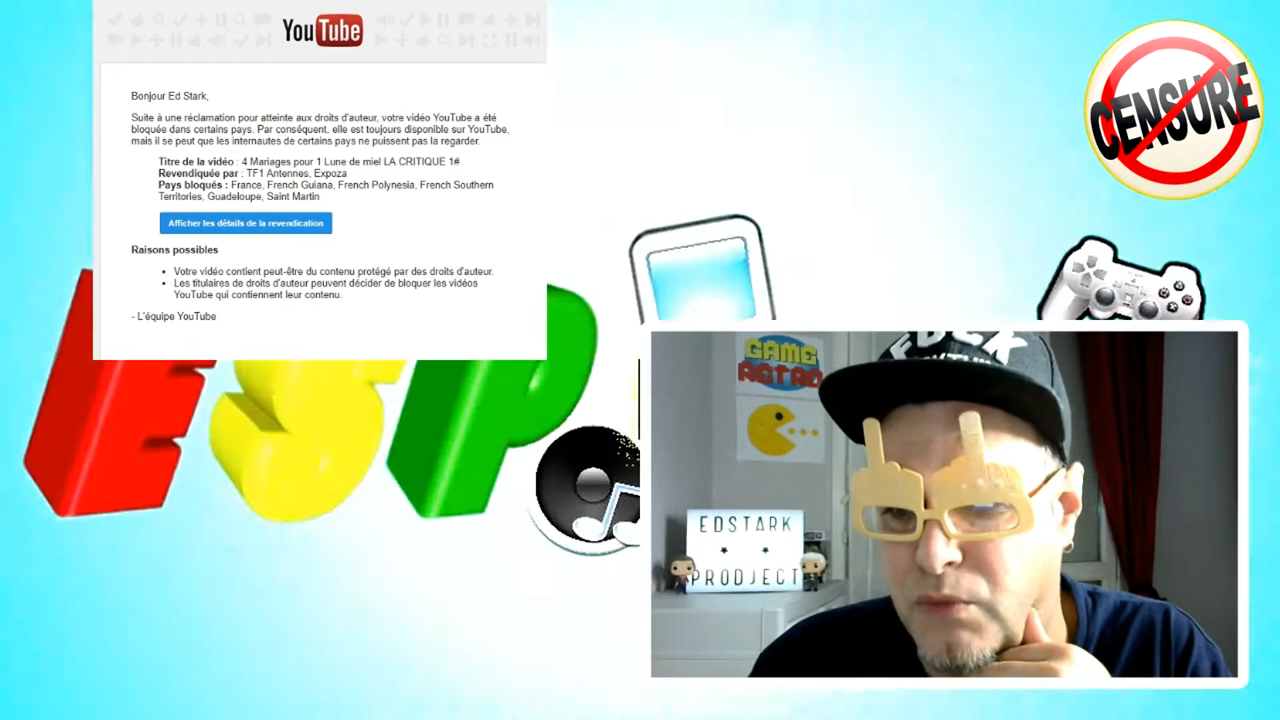 YouTube
Bonjour Ed Stark,
Suite à une réclamation pour atteinte aux droits d'auteur, votre vidéo YouTube a été
bloquée dans certains pays. Par conséquent, elle est toujours disponible sur YouTube,
mais il se peut que les internautes de certains pays ne puissent pas la regarder.
Titre de la vidéo : 4 Mariages pour 1 Lune de miel LA CRITIQUE 1#
Revendiquée par : TF1 Antennes, Expoza
Pays bloqués : France, French Guiana, French Polynesia, French Southern
Territories, Guadeloupe, Saint Martin
Afficher les détails de la revendication
Raisons possibles
• Votre vidéo contient peut-être du contenu protégé par des droits d'auteur.
• Les titulaires de droits d'auteur peuvent décider de bloquer les vidéos
YouTube qui contiennent leur contenu.
- L'équipe YouTube
CENSURE
ESP
GAME
RETRO
EDSTARK
PRODJECT